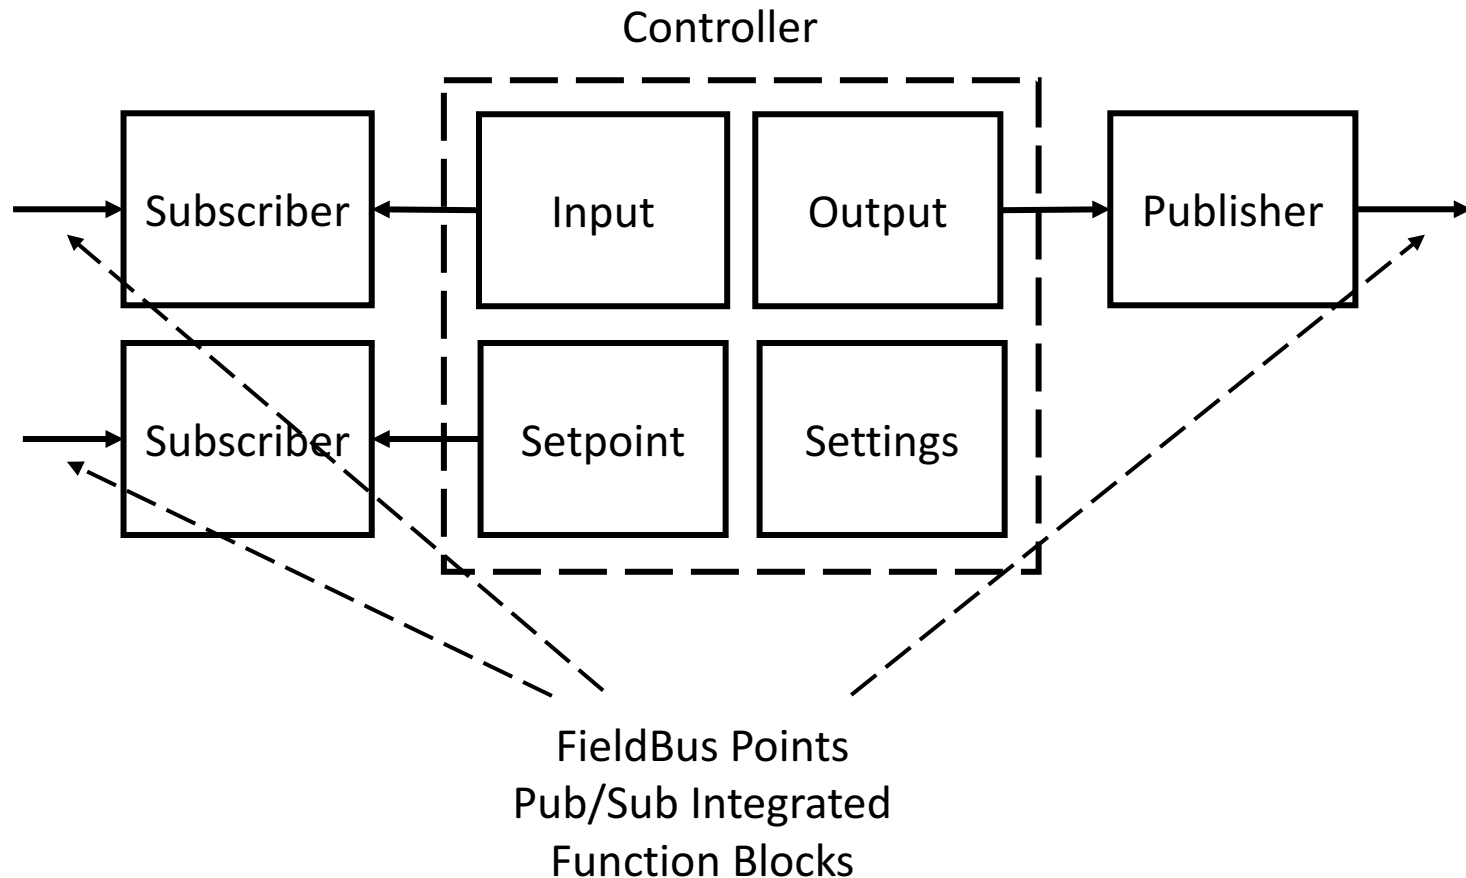 Controller
Subscriber
Input
Output
Publisher
Subscriber
Setpoint
Settings
FieldBus Points
Pub/Sub Integrated
Function Blocks